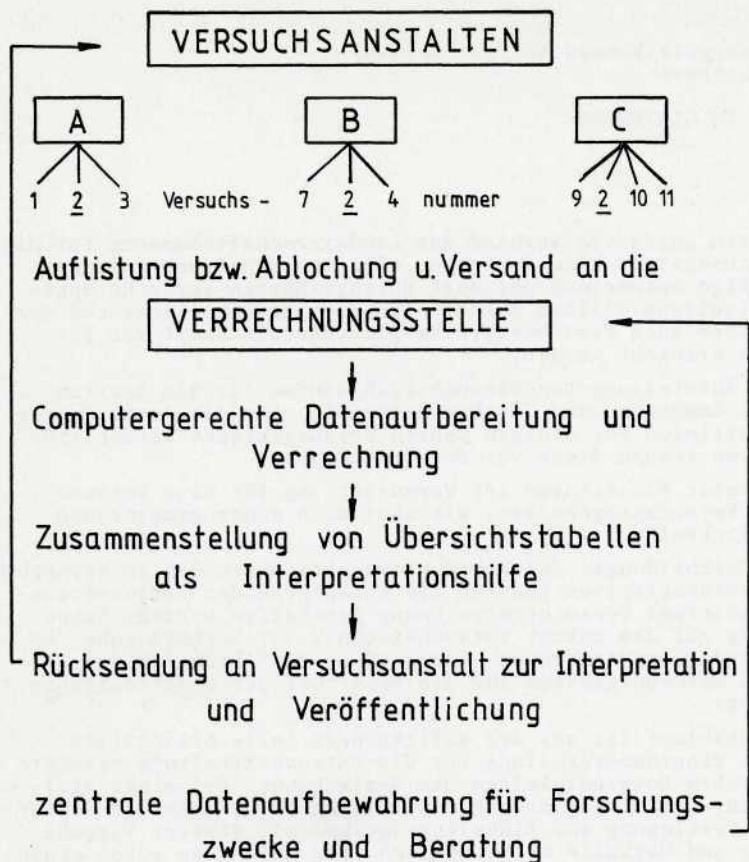 VERSUCHSANSTALTEN
A B C
1 2 3 Versuchs- 7 2 4 nummer 9 2 10 11
Auflistung bzw. Ablochung u. Versand an die
VERRECHNUNGSSTELLE
Computergerechte Datenaufbereitung und
Verrechnung
Zusammenstellung von Übersichtstabellen
als Interpretationshilfe
Rücksendung an Versuchsanstalt zur Interpretation
und Veröffentlichung
zentrale Datenaufbewahrung für Forschungs-
zwecke und Beratung